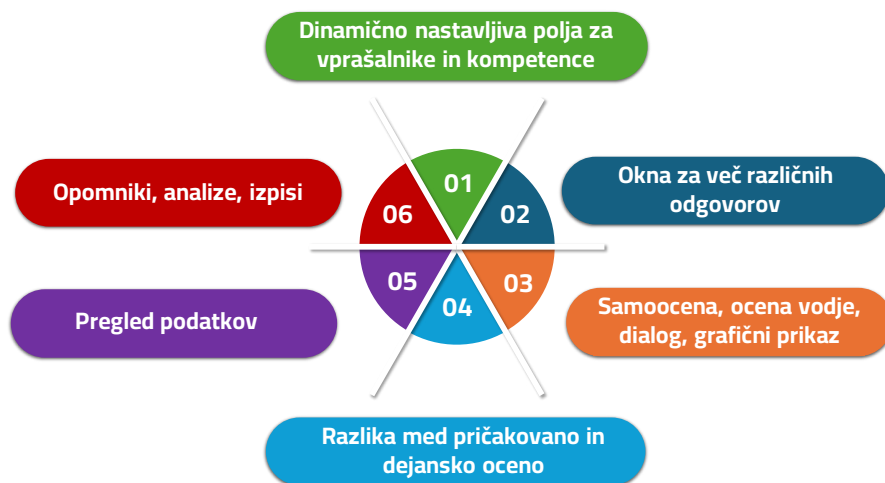 Dinamično nastavljiva polja za
vprašalnike in kompetence
Opomniki, analize, izpisi
01
Okna za več različnih
odgovorov
06
02
05
03
04
Pregled podatkov
Samoocena, ocena vodje,
dialog, grafični prikaz
Razlika med pričakovano in
dejansko oceno